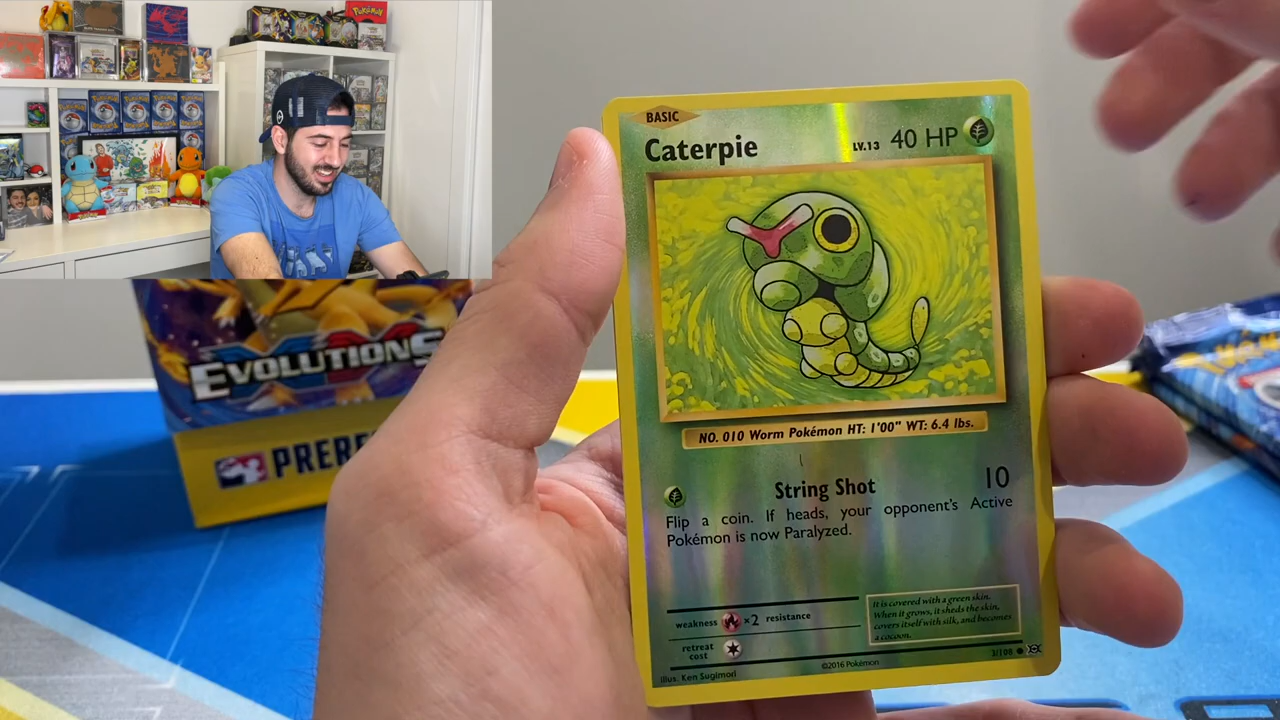 Pokémon
EVOLUTIONS
PRERE
BASIC
Caterpie
LV.13 40 HP
NO. 010 Worm Pokémon HT: 1'00" WT: 6.4 lbs.
String Shot 10
Flip a coin. If heads, your opponent's Active
Pokémon is now Paralyzed.
weakness ×2 resistance
retreat
cost
It is covered with a green skin.
When it grows, it sheds the skin,
covers itself with silk, and becomes
a cocoon.
Illus. Ken Sugimori
©2016 Pokémon
3/108